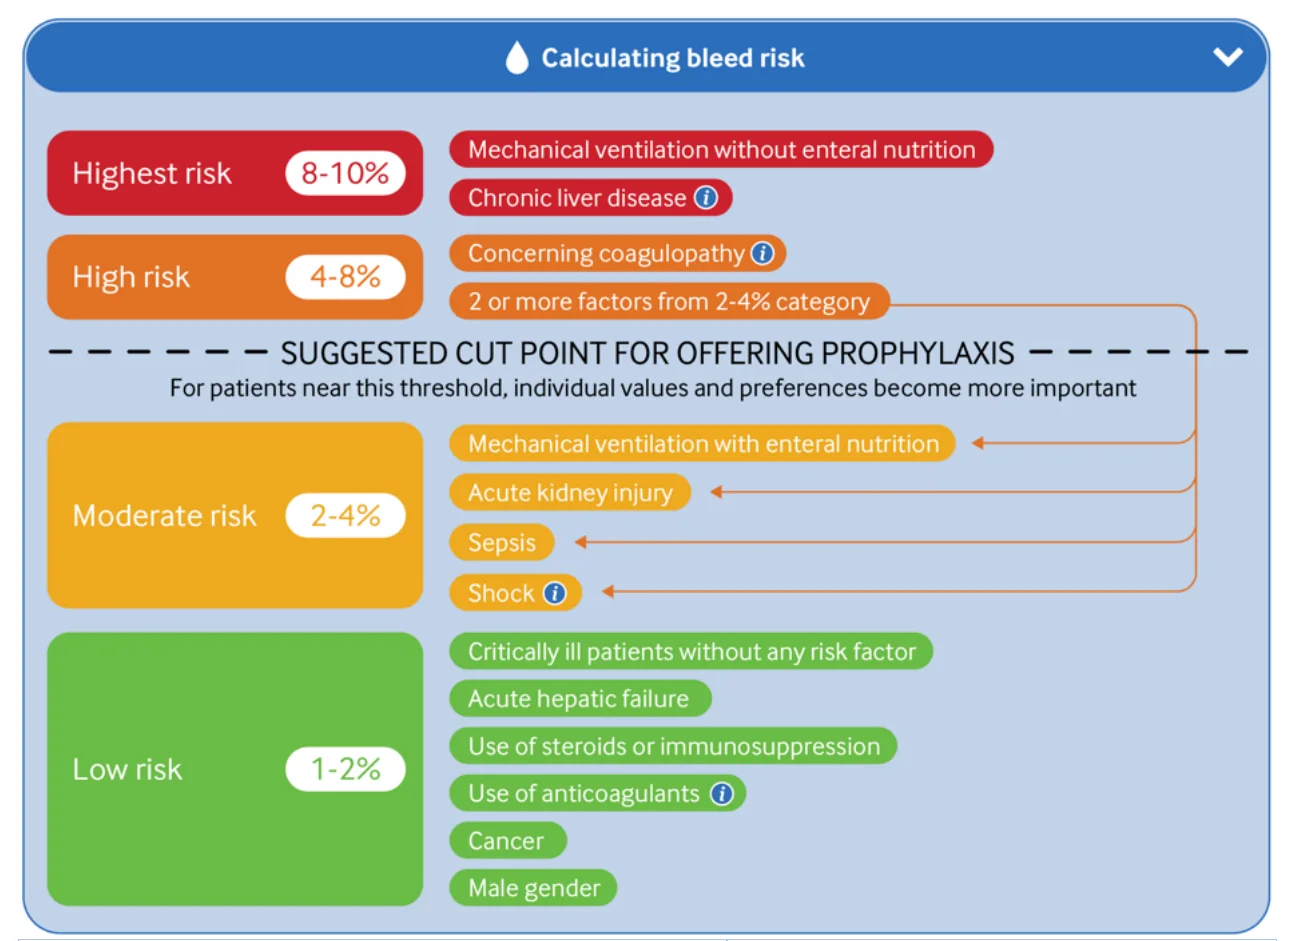 Calculating bleed risk
Highest risk 8-10%
Mechanical ventilation without enteral nutrition
Chronic liver disease i
High risk 4-8%
Concerning coagulopathy i
2 or more factors from 2-4% category
SUGGESTED CUT POINT FOR OFFERING PROPHYLAXIS
For patients near this threshold, individual values and preferences become more important
Moderate risk 2-4%
Mechanical ventilation with enteral nutrition
Acute kidney injury
Sepsis
Shock i
Low risk 1-2%
Critically ill patients without any risk factor
Acute hepatic failure
Use of steroids or immunosuppression
Use of anticoagulants i
Cancer
Male gender